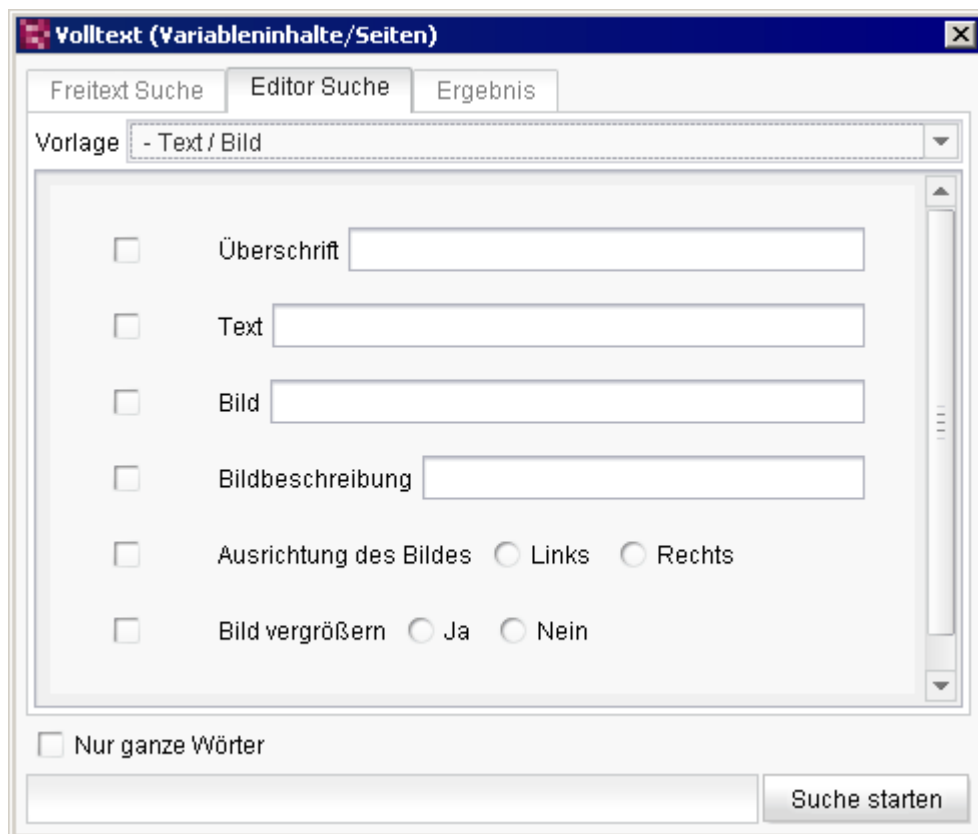 Volltext (Variableninhalte/Seiten)
Freitext Suche Editor Suche Ergebnis
Vorlage - Text / Bild
Überschrift
Text
Bild
Bildbeschreibung
Ausrichtung des Bildes Links Rechts
Bild vergrößern Ja Nein
Nur ganze Wörter
Suche starten